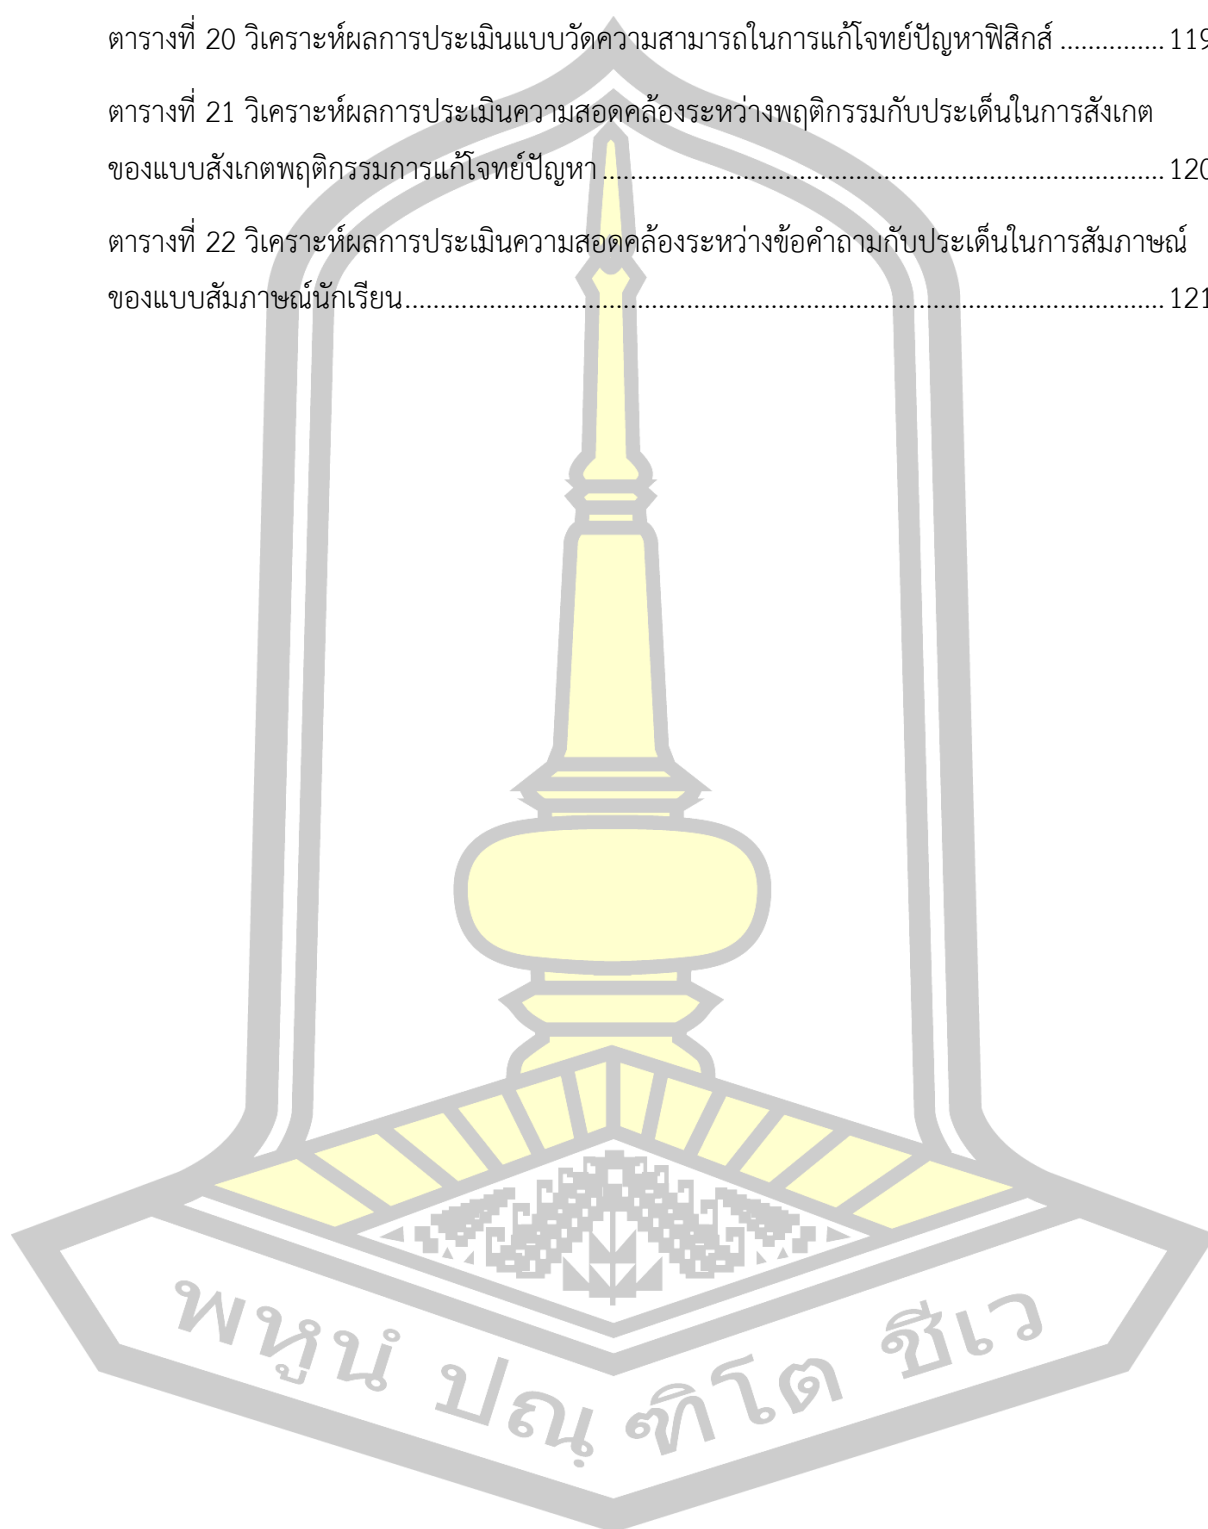 ตารางที่ 20 วิเคราะห์ผลการประเมินแบบวัดความสามารถในการแก้โจทย์ปัญหาฟิสิกส์ ............... 119
ตารางที่ 21 วิเคราะห์ผลการประเมินความสอดคล้องระหว่างพฤติกรรมกับประเด็นในการสังเกต
ของแบบสังเกตพฤติกรรมการแก้โจทย์ปัญหา ................................................................................ 120
ตารางที่ 22 วิเคราะห์ผลการประเมินความสอดคล้องระหว่างข้อคำถามกับประเด็นในการสัมภาษณ์
ของแบบสัมภาษณ์นักเรียน............................................................................................................ 121
พหูนํ ปณฺ ฑิโต ชีเว